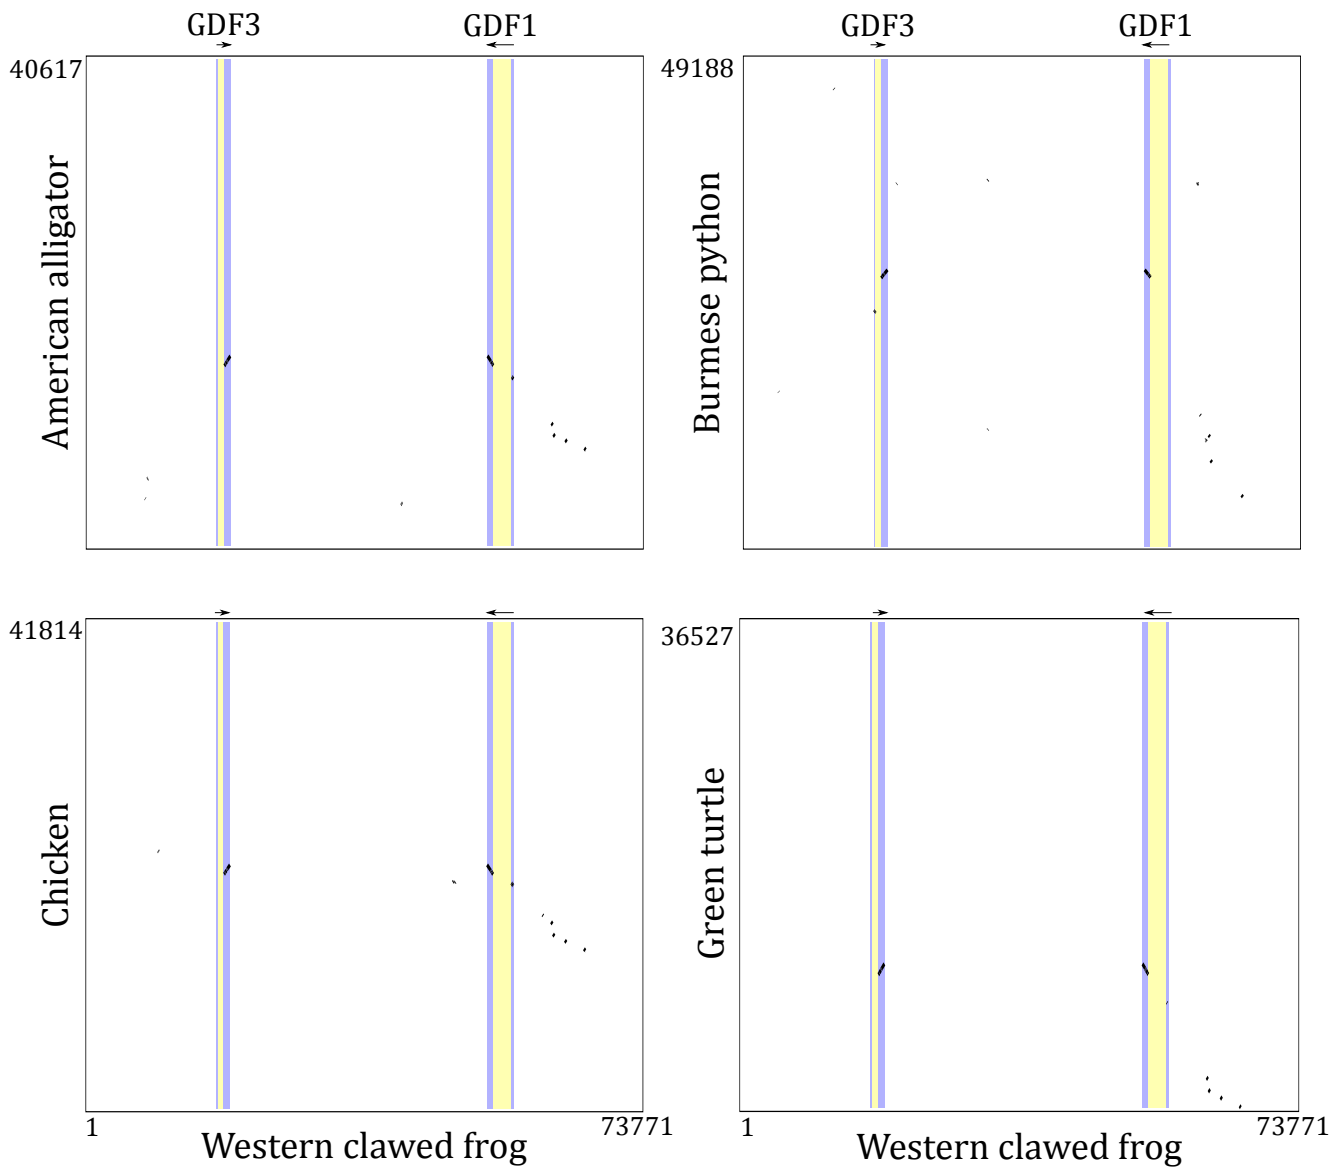 GDF3 GDF1 GDF3 GDF1
40617 49188
American alligator
Burmese python
41814 36527
Chicken
Green turtle
1 73771 1 73771
Western clawed frog Western clawed frog